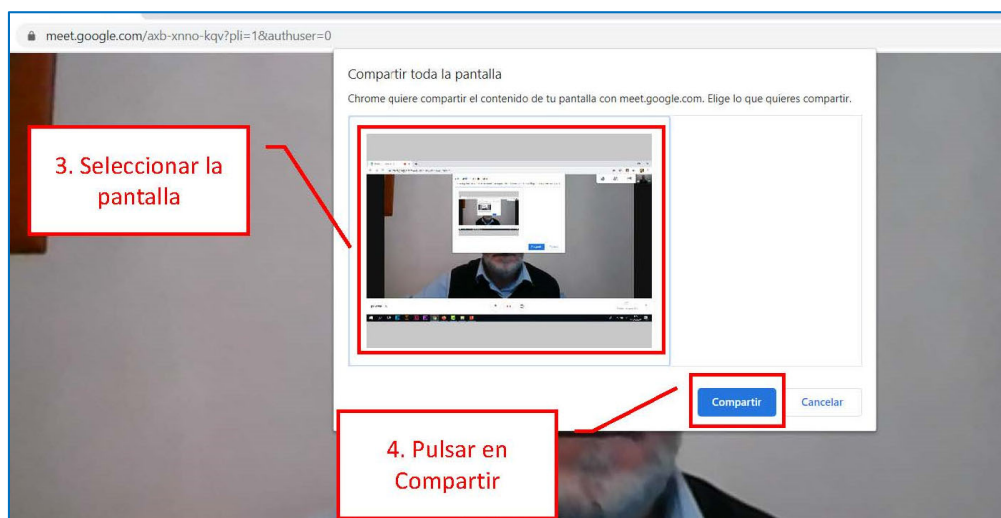 meet.google.com/axb-xnno-kqv?pli=1&authuser=0
Compartir toda la pantalla
Chrome quiere compartir el contenido de tu pantalla con meet.google.com. Elige lo que quieres compartir.
3. Seleccionar la
pantalla
Compartir
Cancelar
4. Pulsar en
Compartir